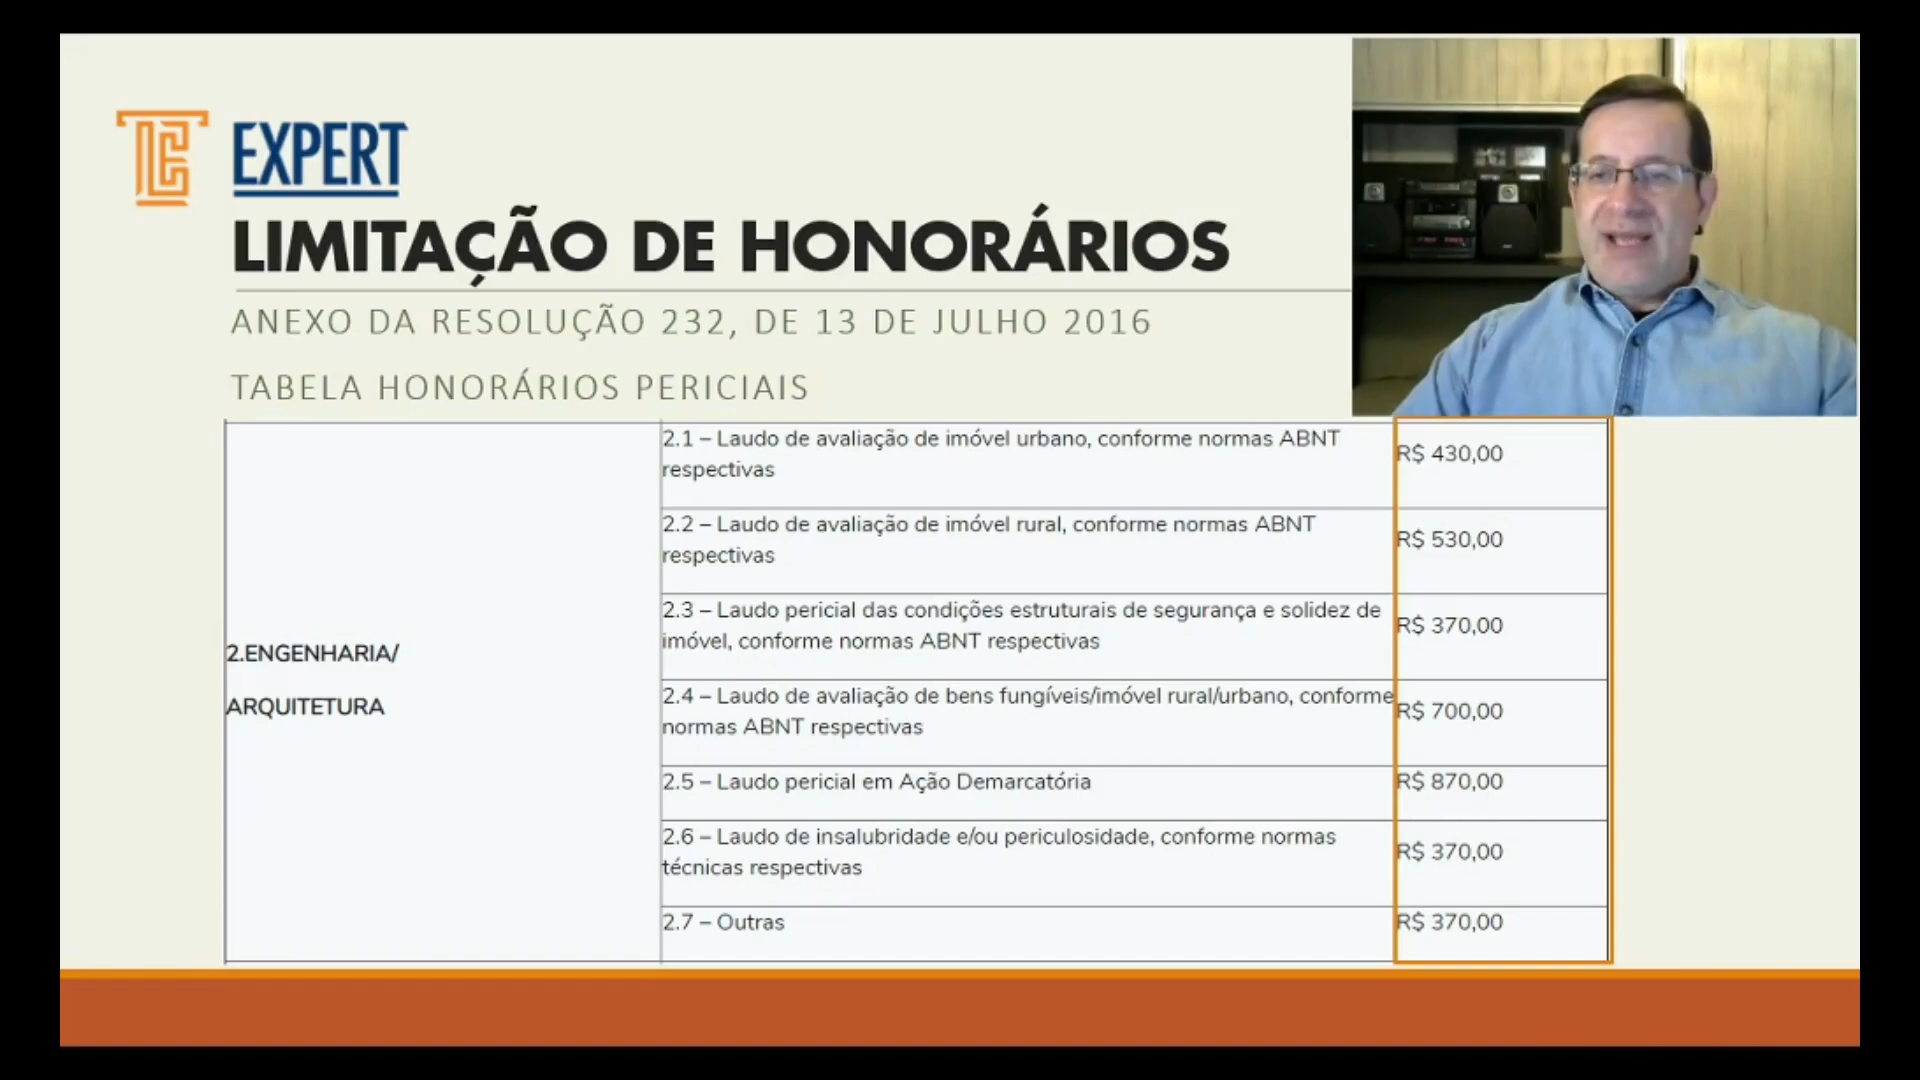 EXPERT
LIMITAÇÃO DE HONORÁRIOS
ANEXO DA RESOLUÇÃO 232, DE 13 DE JULHO 2016
TABELA HONORÁRIOS PERICIAIS
2.ENGENHARIA/
ARQUITETURA
2.1 – Laudo de avaliação de imóvel urbano, conforme normas ABNT
respectivas
R$ 430,00
2.2 – Laudo de avaliação de imóvel rural, conforme normas ABNT
respectivas
R$ 530,00
2.3 – Laudo pericial das condições estruturais de segurança e solidez de
imóvel, conforme normas ABNT respectivas
R$ 370,00
2.4 – Laudo de avaliação de bens fungíveis/imóvel rural/urbano, conforme
normas ABNT respectivas
R$ 700,00
2.5 – Laudo pericial em Ação Demarcatória
R$ 870,00
2.6 – Laudo de insalubridade e/ou periculosidade, conforme normas
técnicas respectivas
R$ 370,00
2.7 – Outras
R$ 370,00